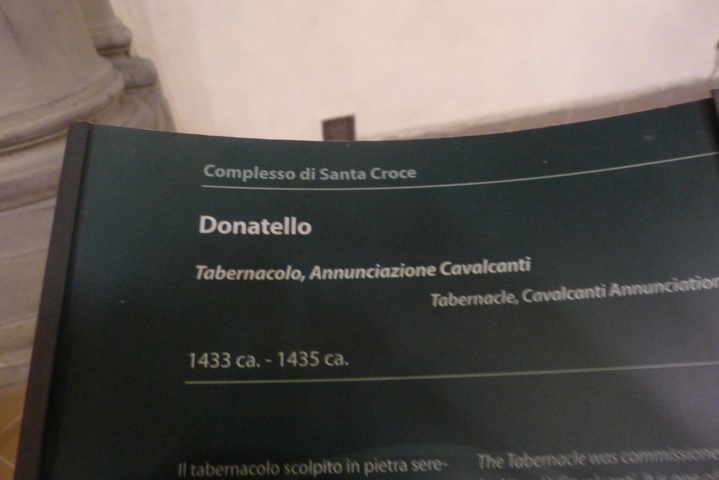 Complesso di Santa Croce
Donatello
Tabernacolo, Annunciazione Cavalcanti
Tabernacle, Cavalcanti Annunciation
1433 ca. - 1435 ca.
Il tabernacolo scolpito in pietra sere-
The Tabernacle was commissione